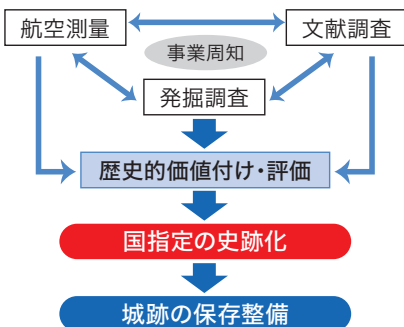 航空測量
文献調査
事業周知
発掘調査
歴史的価値付け・評価
国指定の史跡化
城跡の保存整備